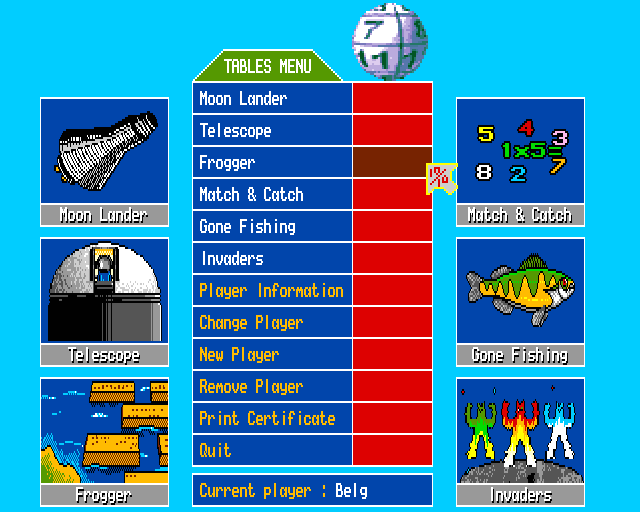 7
11
TABLES MENU
Moon Lander
Telescope
Frogger
Match & Catch
Gone Fishing
Invaders
Player Information
Change Player
New Player
Remove Player
Print Certificate
Quit
Current player : Belg
Moon Lander
Telescope
Frogger
5 4 3
1x5=
8 2 7
Match & Catch
Gone Fishing
Invaders